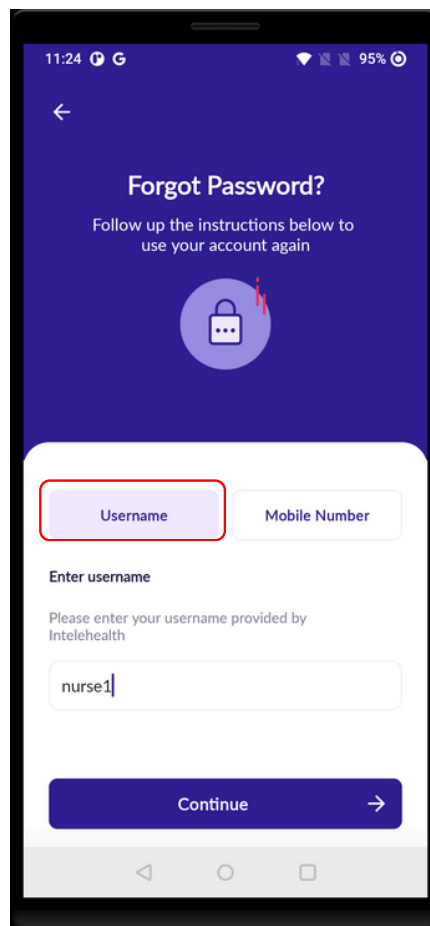 11:24 G 95%
Forgot Password?
Follow up the instructions below to
use your account again
Username
Mobile Number
Enter username
Please enter your username provided by
Intelehealth
nurse1
Continue